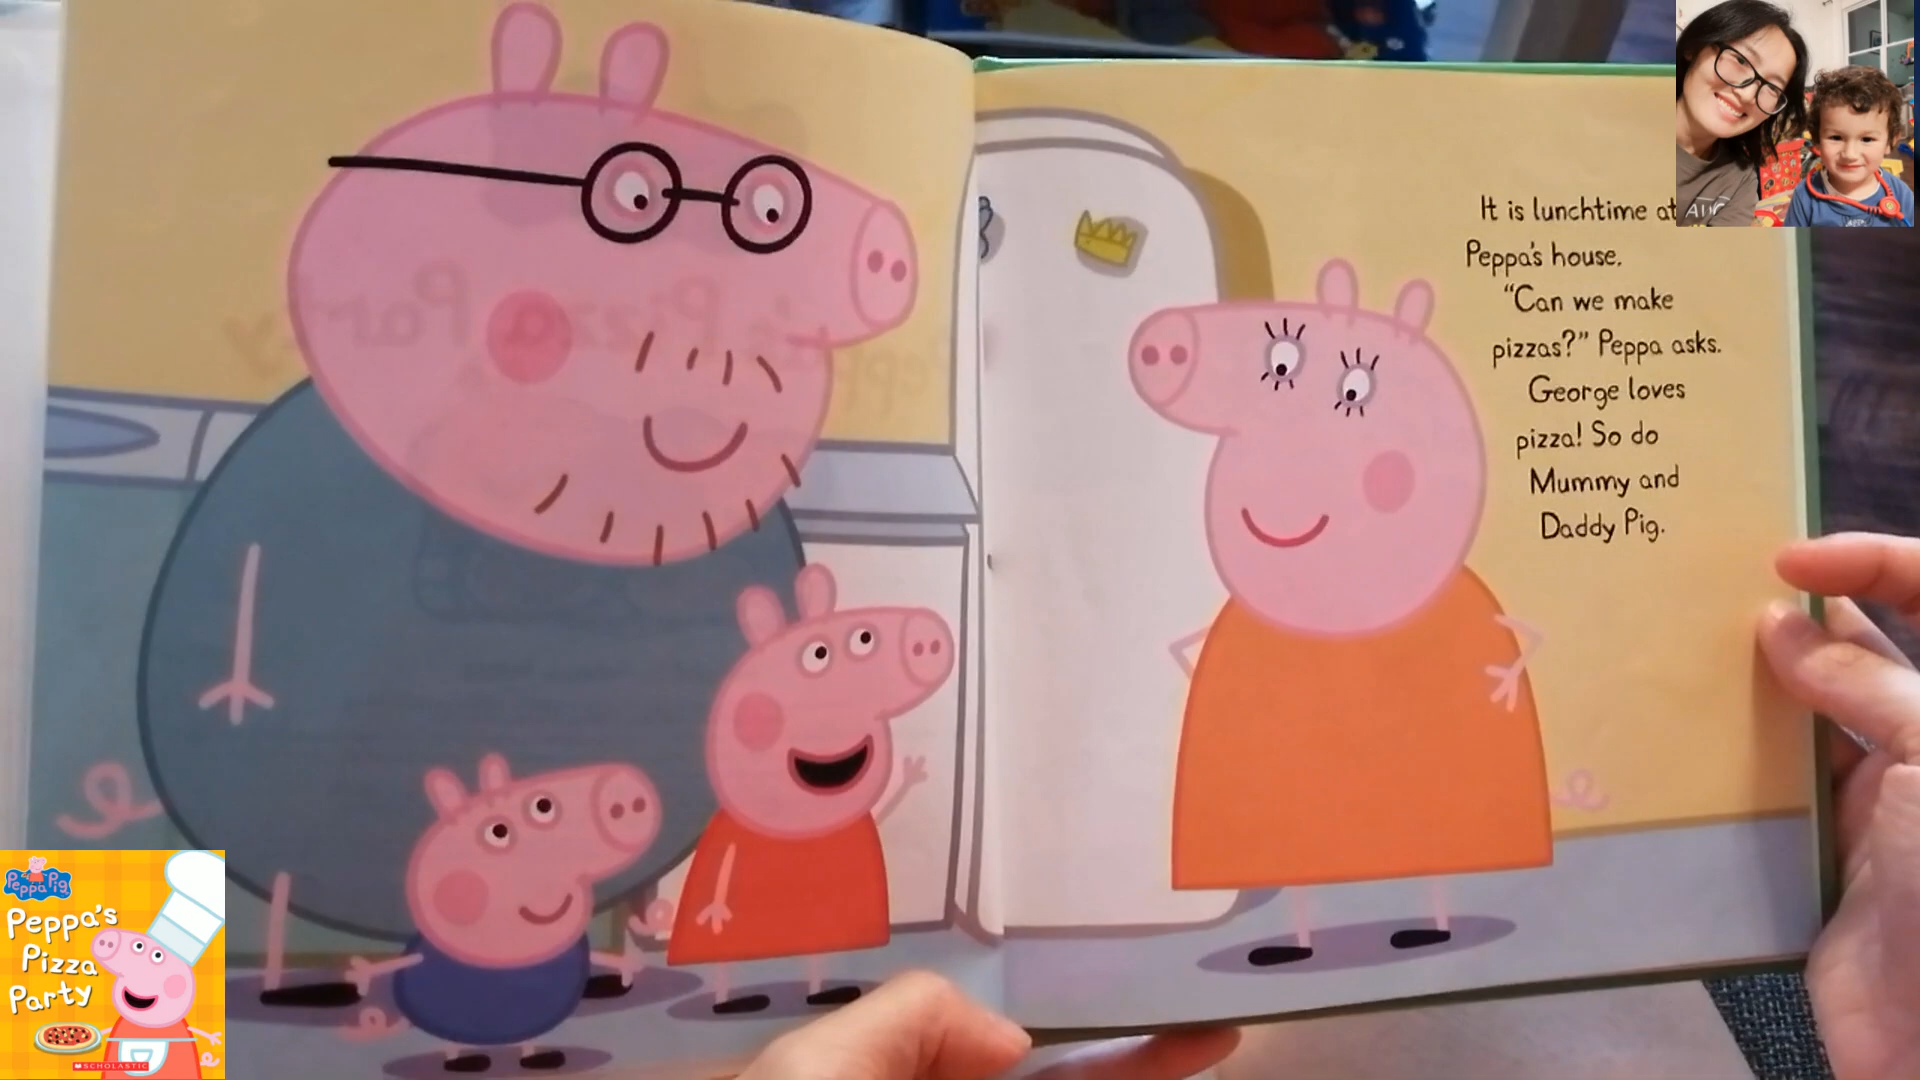 It is lunchtime at
Peppa's house.
"Can we make
pizzas?" Peppa asks.
George loves
pizza! So do
Mummy and
Daddy Pig.
Peppa Pig
Peppa's
Pizza
Party
SCHOLASTIC